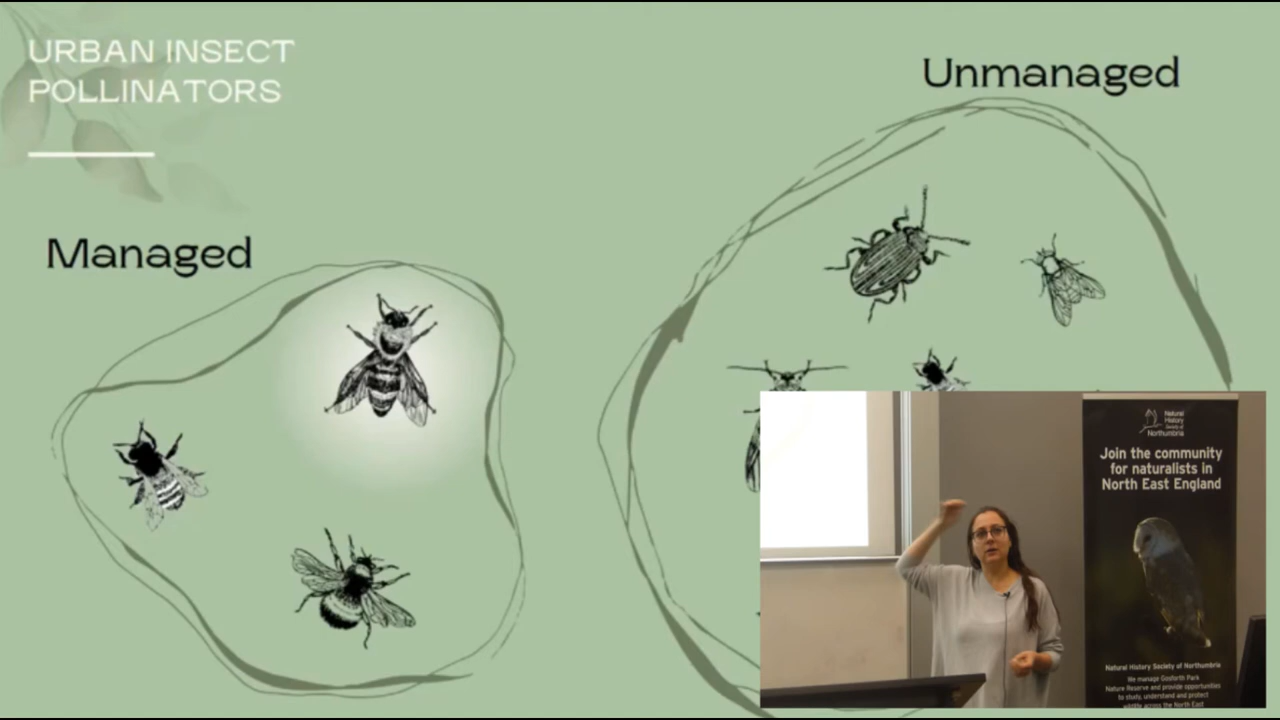 URBAN INSECT
POLLINATORS
Unmanaged
Managed
Natural
History
Society of
Northumbria
Join the community
for naturalists in
North East England
Natural History Society of Northumbria
We manage Gosforth Park
Nature Reserve and provide opportunities
to study, understand and protect
wildlife across the North East